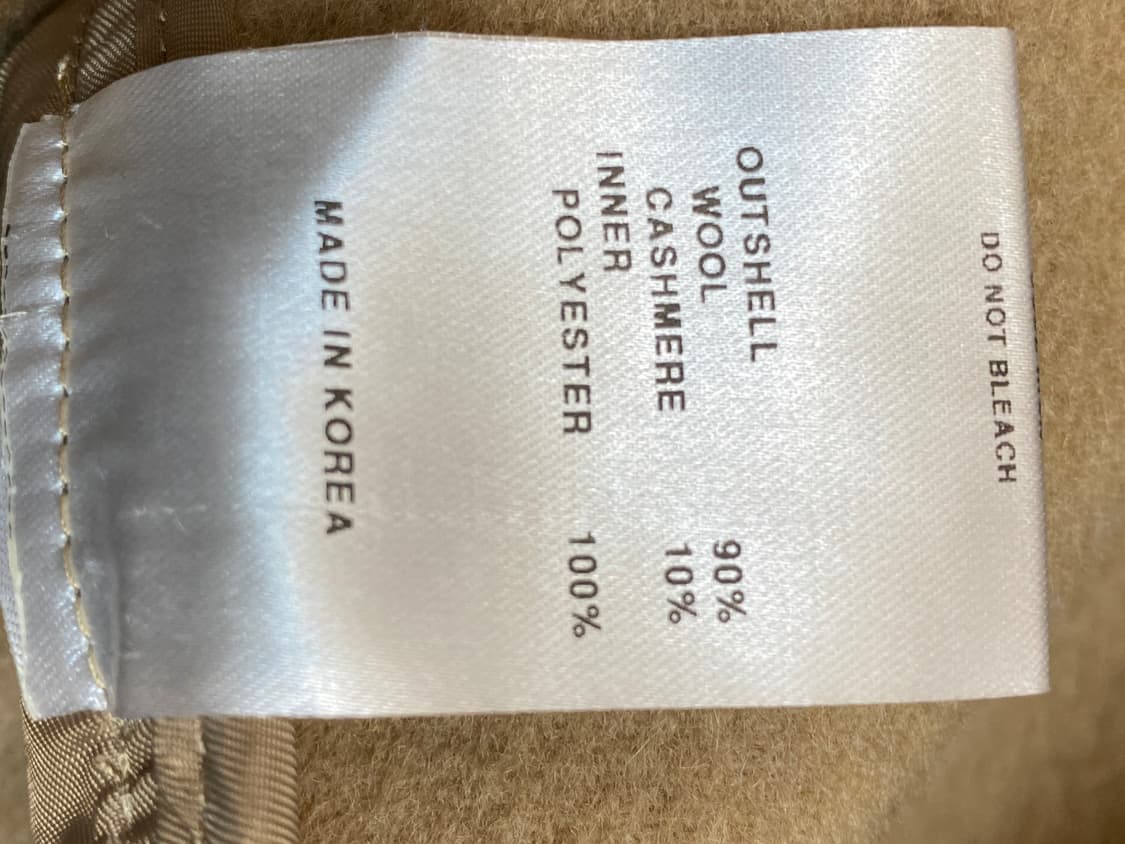 DO NOT BLEACH
OUTSHELL
WOOL 90%
CASHMERE 10%
INNER
POLYESTER 100%
MADE IN KOREA